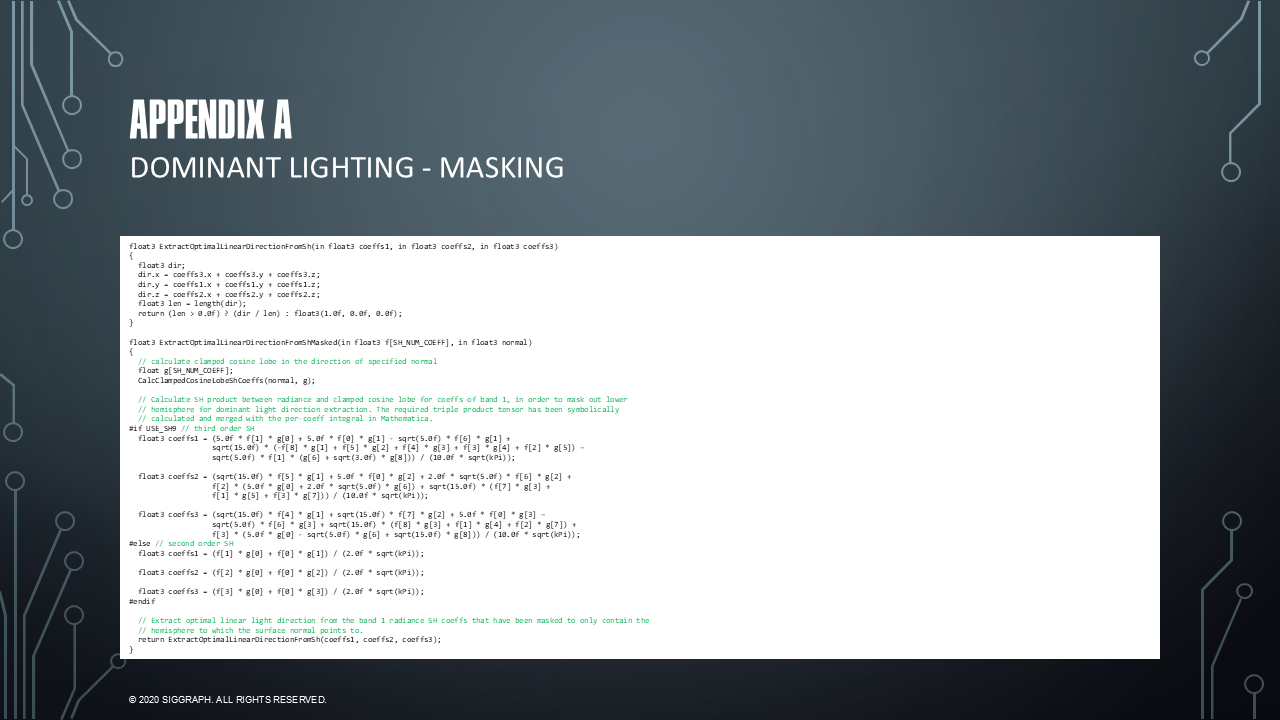 APPENDIX A
DOMINANT LIGHTING - MASKING
float3 ExtractOptimalLinearDirectionFromSh(in float3 coeffs1, in float3 coeffs2, in float3 coeffs3)
{
  float3 dir;
  dir.x = coeffs3.x + coeffs3.y + coeffs3.z;
  dir.y = coeffs1.x + coeffs1.y + coeffs1.z;
  dir.z = coeffs2.x + coeffs2.y + coeffs2.z;
  float3 len = length(dir);
  return (len > 0.0f) ? (dir / len) : float3(1.0f, 0.0f, 0.0f);
}
float3 ExtractOptimalLinearDirectionFromShMasked(in float3 f[SH_NUM_COEFF], in float3 normal)
{
  // calculate clamped cosine lobe in the direction of specified normal
  float g[SH_NUM_COEFF];
  CalcClampedCosineLobeShCoeffs(normal, g);
  // Calculate SH product between radiance and clamped cosine lobe for coeffs of band 1, in order to mask out lower
  // hemisphere for dominant light direction extraction. The required triple product tensor has been symbolically
  // calculated and merged with the per-coeff integral in Mathematica.
#if USE_SH9 // third order SH
  float3 coeffs1 = (5.0f * f[1] * g[0] + 5.0f * f[0] * g[1] - sqrt(5.0f) * f[6] * g[1] +
                    sqrt(15.0f) * (-f[8] * g[1] + f[5] * g[2] + f[4] * g[3] + f[3] * g[4] + f[2] * g[5]) -
                    sqrt(5.0f) * f[1] * (g[6] + sqrt(3.0f) * g[8])) / (10.0f * sqrt(kPi));
  float3 coeffs2 = (sqrt(15.0f) * f[5] * g[1] + 5.0f * f[0] * g[2] + 2.0f * sqrt(5.0f) * f[6] * g[2] +
                    f[2] * (5.0f * g[0] + 2.0f * sqrt(5.0f) * g[6]) + sqrt(15.0f) * (f[7] * g[3] +
                    f[1] * g[5] + f[3] * g[7])) / (10.0f * sqrt(kPi));
  float3 coeffs3 = (sqrt(15.0f) * f[4] * g[1] + sqrt(15.0f) * f[7] * g[2] + 5.0f * f[0] * g[3] -
                    sqrt(5.0f) * f[6] * g[3] + sqrt(15.0f) * (f[8] * g[3] + f[1] * g[4] + f[2] * g[7]) +
                    f[3] * (5.0f * g[0] - sqrt(5.0f) * g[6] + sqrt(15.0f) * g[8])) / (10.0f * sqrt(kPi));
#else // second order SH
  float3 coeffs1 = (f[1] * g[0] + f[0] * g[1]) / (2.0f * sqrt(kPi));
  float3 coeffs2 = (f[2] * g[0] + f[0] * g[2]) / (2.0f * sqrt(kPi));
  float3 coeffs3 = (f[3] * g[0] + f[0] * g[3]) / (2.0f * sqrt(kPi));
#endif
  // Extract optimal linear light direction from the band 1 radiance SH coeffs that have been masked to only contain the
  // hemisphere to which the surface normal points to.
  return ExtractOptimalLinearDirectionFromSh(coeffs1, coeffs2, coeffs3);
}
© 2020 SIGGRAPH. ALL RIGHTS RESERVED.